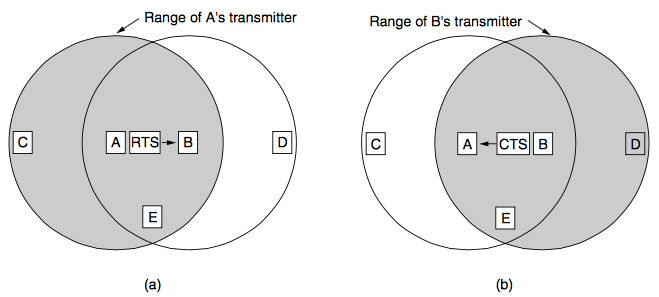 Range of A's transmitter
C
A
RTS
B
D
E
(a)
Range of B's transmitter
C
A
CTS
B
D
E
(b)